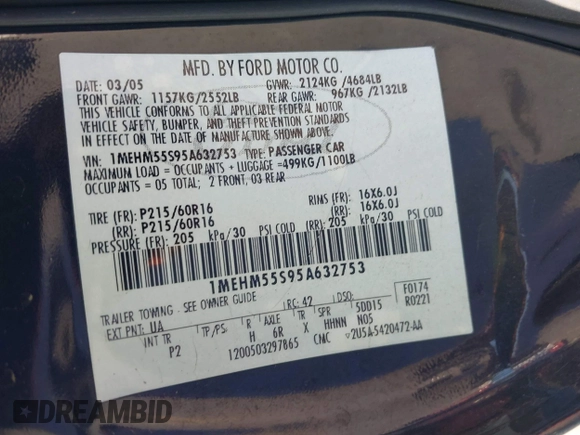 MFD. BY FORD MOTOR CO.
DATE: 03/05 GVWR: 2124KG /4684LB
FRONT GAWR: 1157KG/2552LB REAR GAWR: 967KG /2132LB
THIS VEHICLE CONFORMS TO ALL APPLICABLE FEDERAL MOTOR
VEHICLE SAFETY, BUMPER, AND THEFT PREVENTION STANDARDS
IN EFFECT ON THE DATE OF MANUFACTURE SHOWN ABOVE.
VIN: 1MEHM55S95A632753 TYPE: PASSENGER CAR
MAXIMUM LOAD = OCCUPANTS + LUGGAGE =499KG/1100LB
OCCUPANTS = 05 TOTAL; 2 FRONT, 03 REAR
TIRE (FR): P215/60R16 RINS (FR): 16X6.0J
(RR): P215/60R16 (RR): 16X6.0J
PRESSURE (FR): 205 kPa/30 PSI COLD (RR): 205 kPa/30 PSI COLD
1MEHM55S95A632753
TRAILER TOWING - SEE OWNER GUIDE F0174
EXT PNT: UA RC: 42 DSO: R0221
INT TR TP/PS R AXLE TR SPR SDD15
P2 H 6R X HHNN N05
1200503297865 CNC ▽2U5A-5420472-AA
DREAMBID